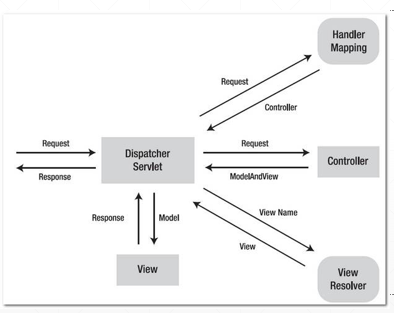 Handler
Mapping
Request
Controller
Request
Response
Dispatcher
Servlet
Request
ModelAndView
Controller
Response
Model
View Name
View
View
View
Resolver